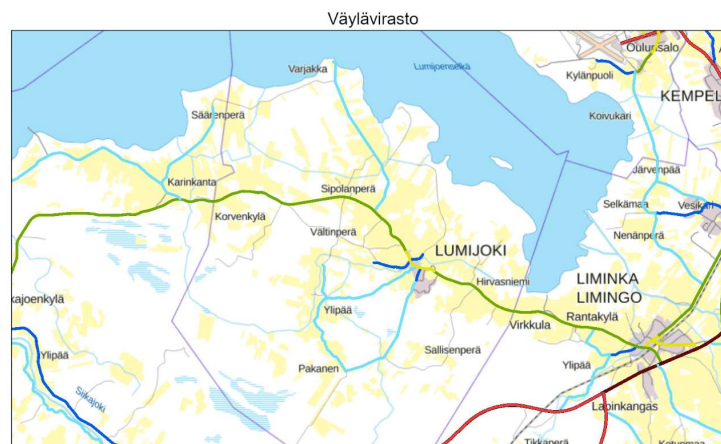 Väylävirasto
Oulunsalo
Varjakka
Lumijoenselkä
Kylänpuoli
KEMPEL
Säärenperä
Koivukari
Järvenpää
Karinkanta
Sipolanperä
Selkämaa
Vesikari
Korvenkylä
Vältinperä
Nenänperä
LUMIJOKI
Hirvasniemi
LIMINKA
LIMINGO
kajoenkylä
Ylipää
Virkkula
Rantakylä
Ylipää
Sallisenperä
Ylipää
Pakanen
Siikajoki
Lapinkangas
Tikkaperä